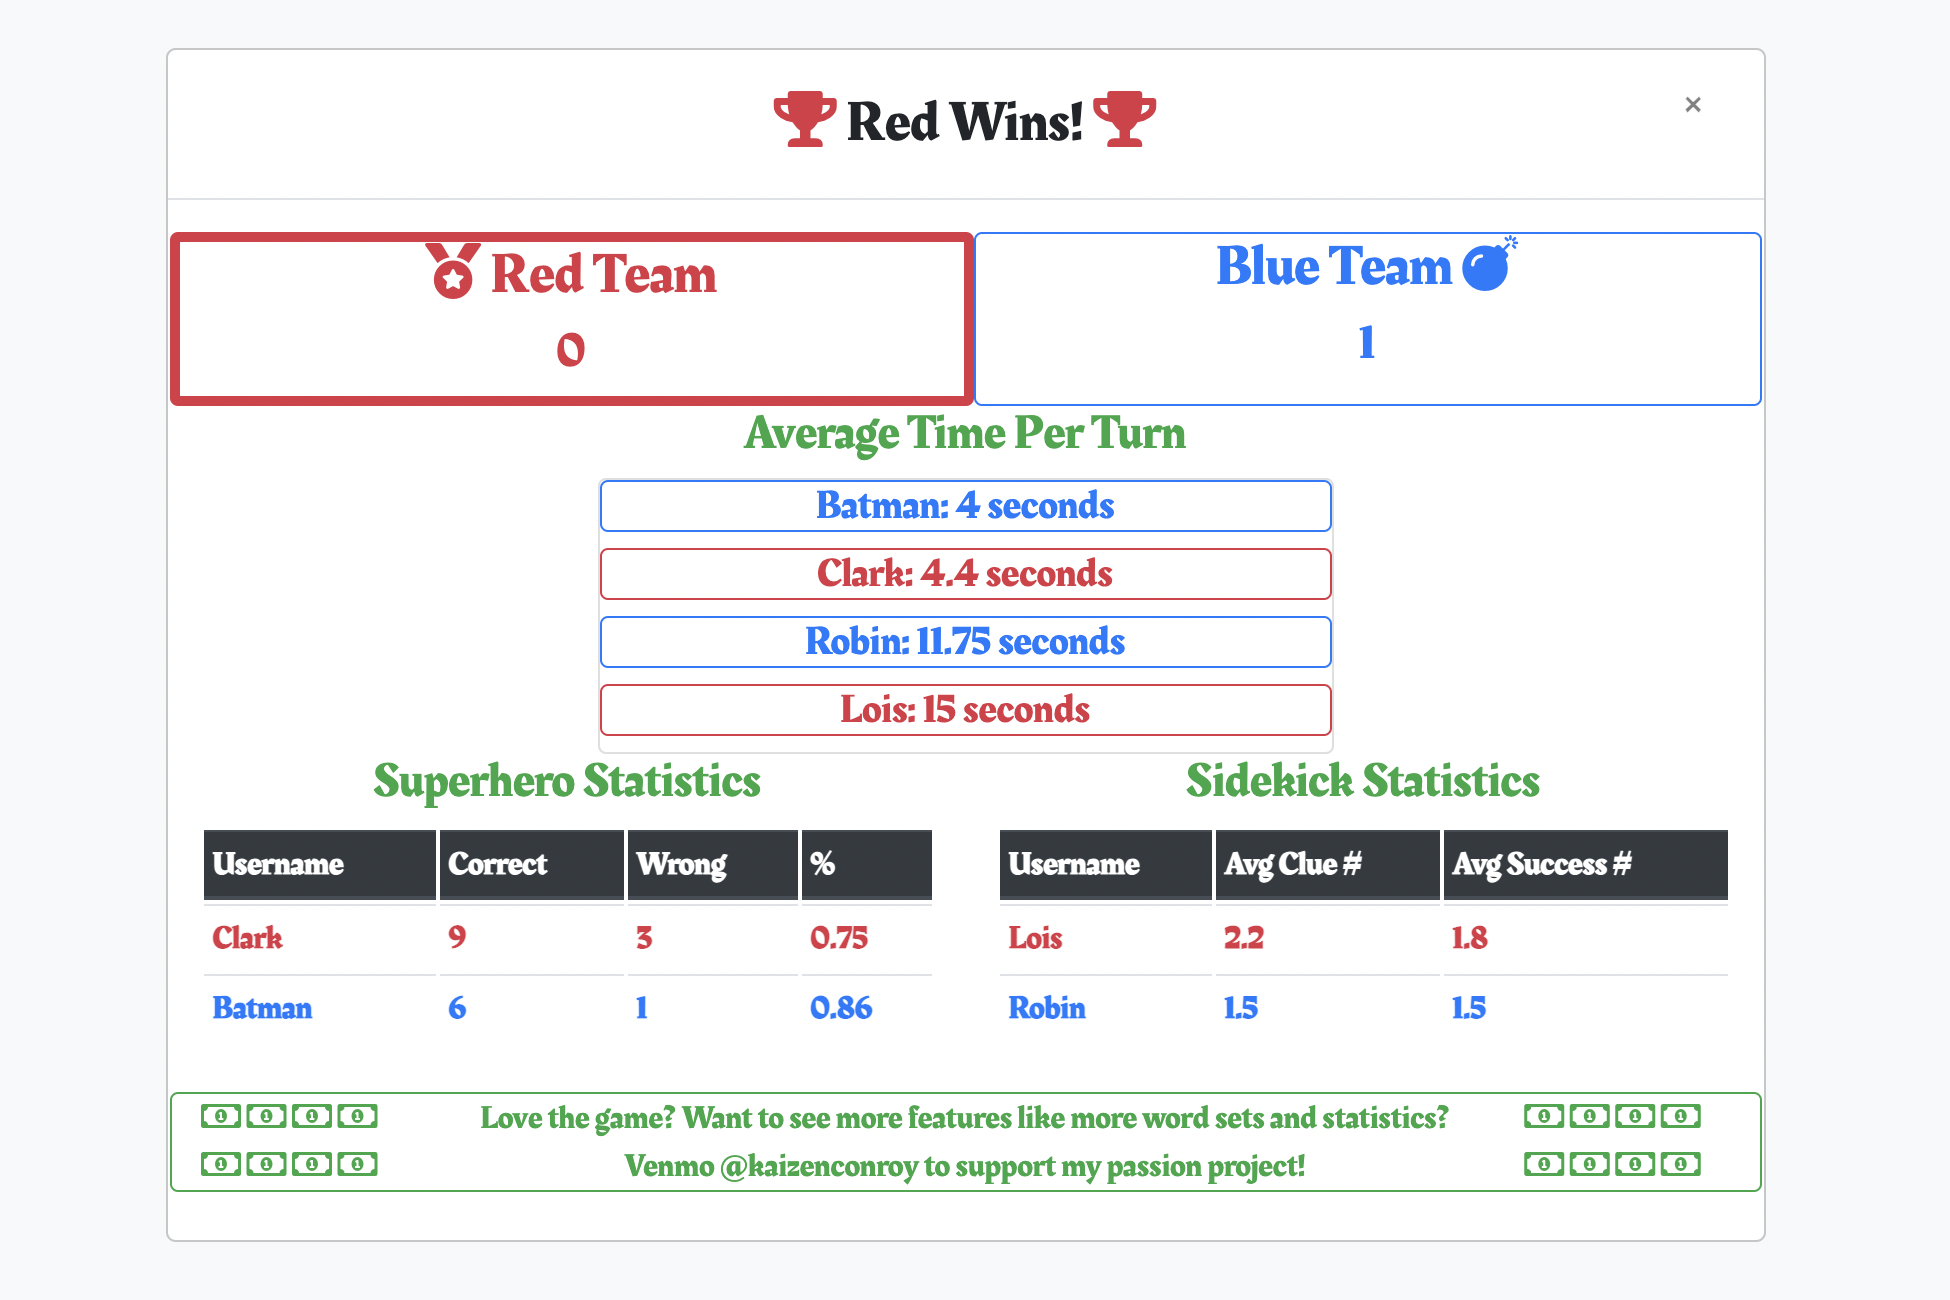 Red Wins!
×
Red Team
0
Blue Team
1
Average Time Per Turn
Batman: 4 seconds
Clark: 4.4 seconds
Robin: 11.75 seconds
Lois: 15 seconds
Superhero Statistics
Username Correct Wrong %
Clark 9 3 0.75
Batman 6 1 0.86
Sidekick Statistics
Username Avg Clue # Avg Success #
Lois 2.2 1.8
Robin 1.5 1.5
Love the game? Want to see more features like more word sets and statistics?
Venmo @kaizenconroy to support my passion project!